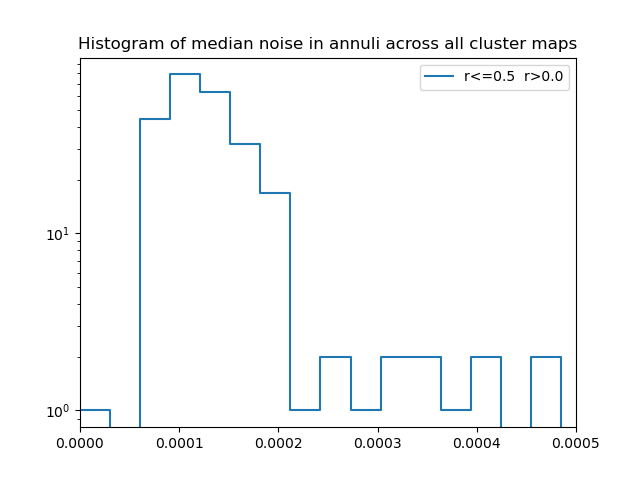 Histogram of median noise in annuli across all cluster maps
r<=0.5  r>0.0
10¹
10⁰
0.0000 0.0001 0.0002 0.0003 0.0004 0.0005